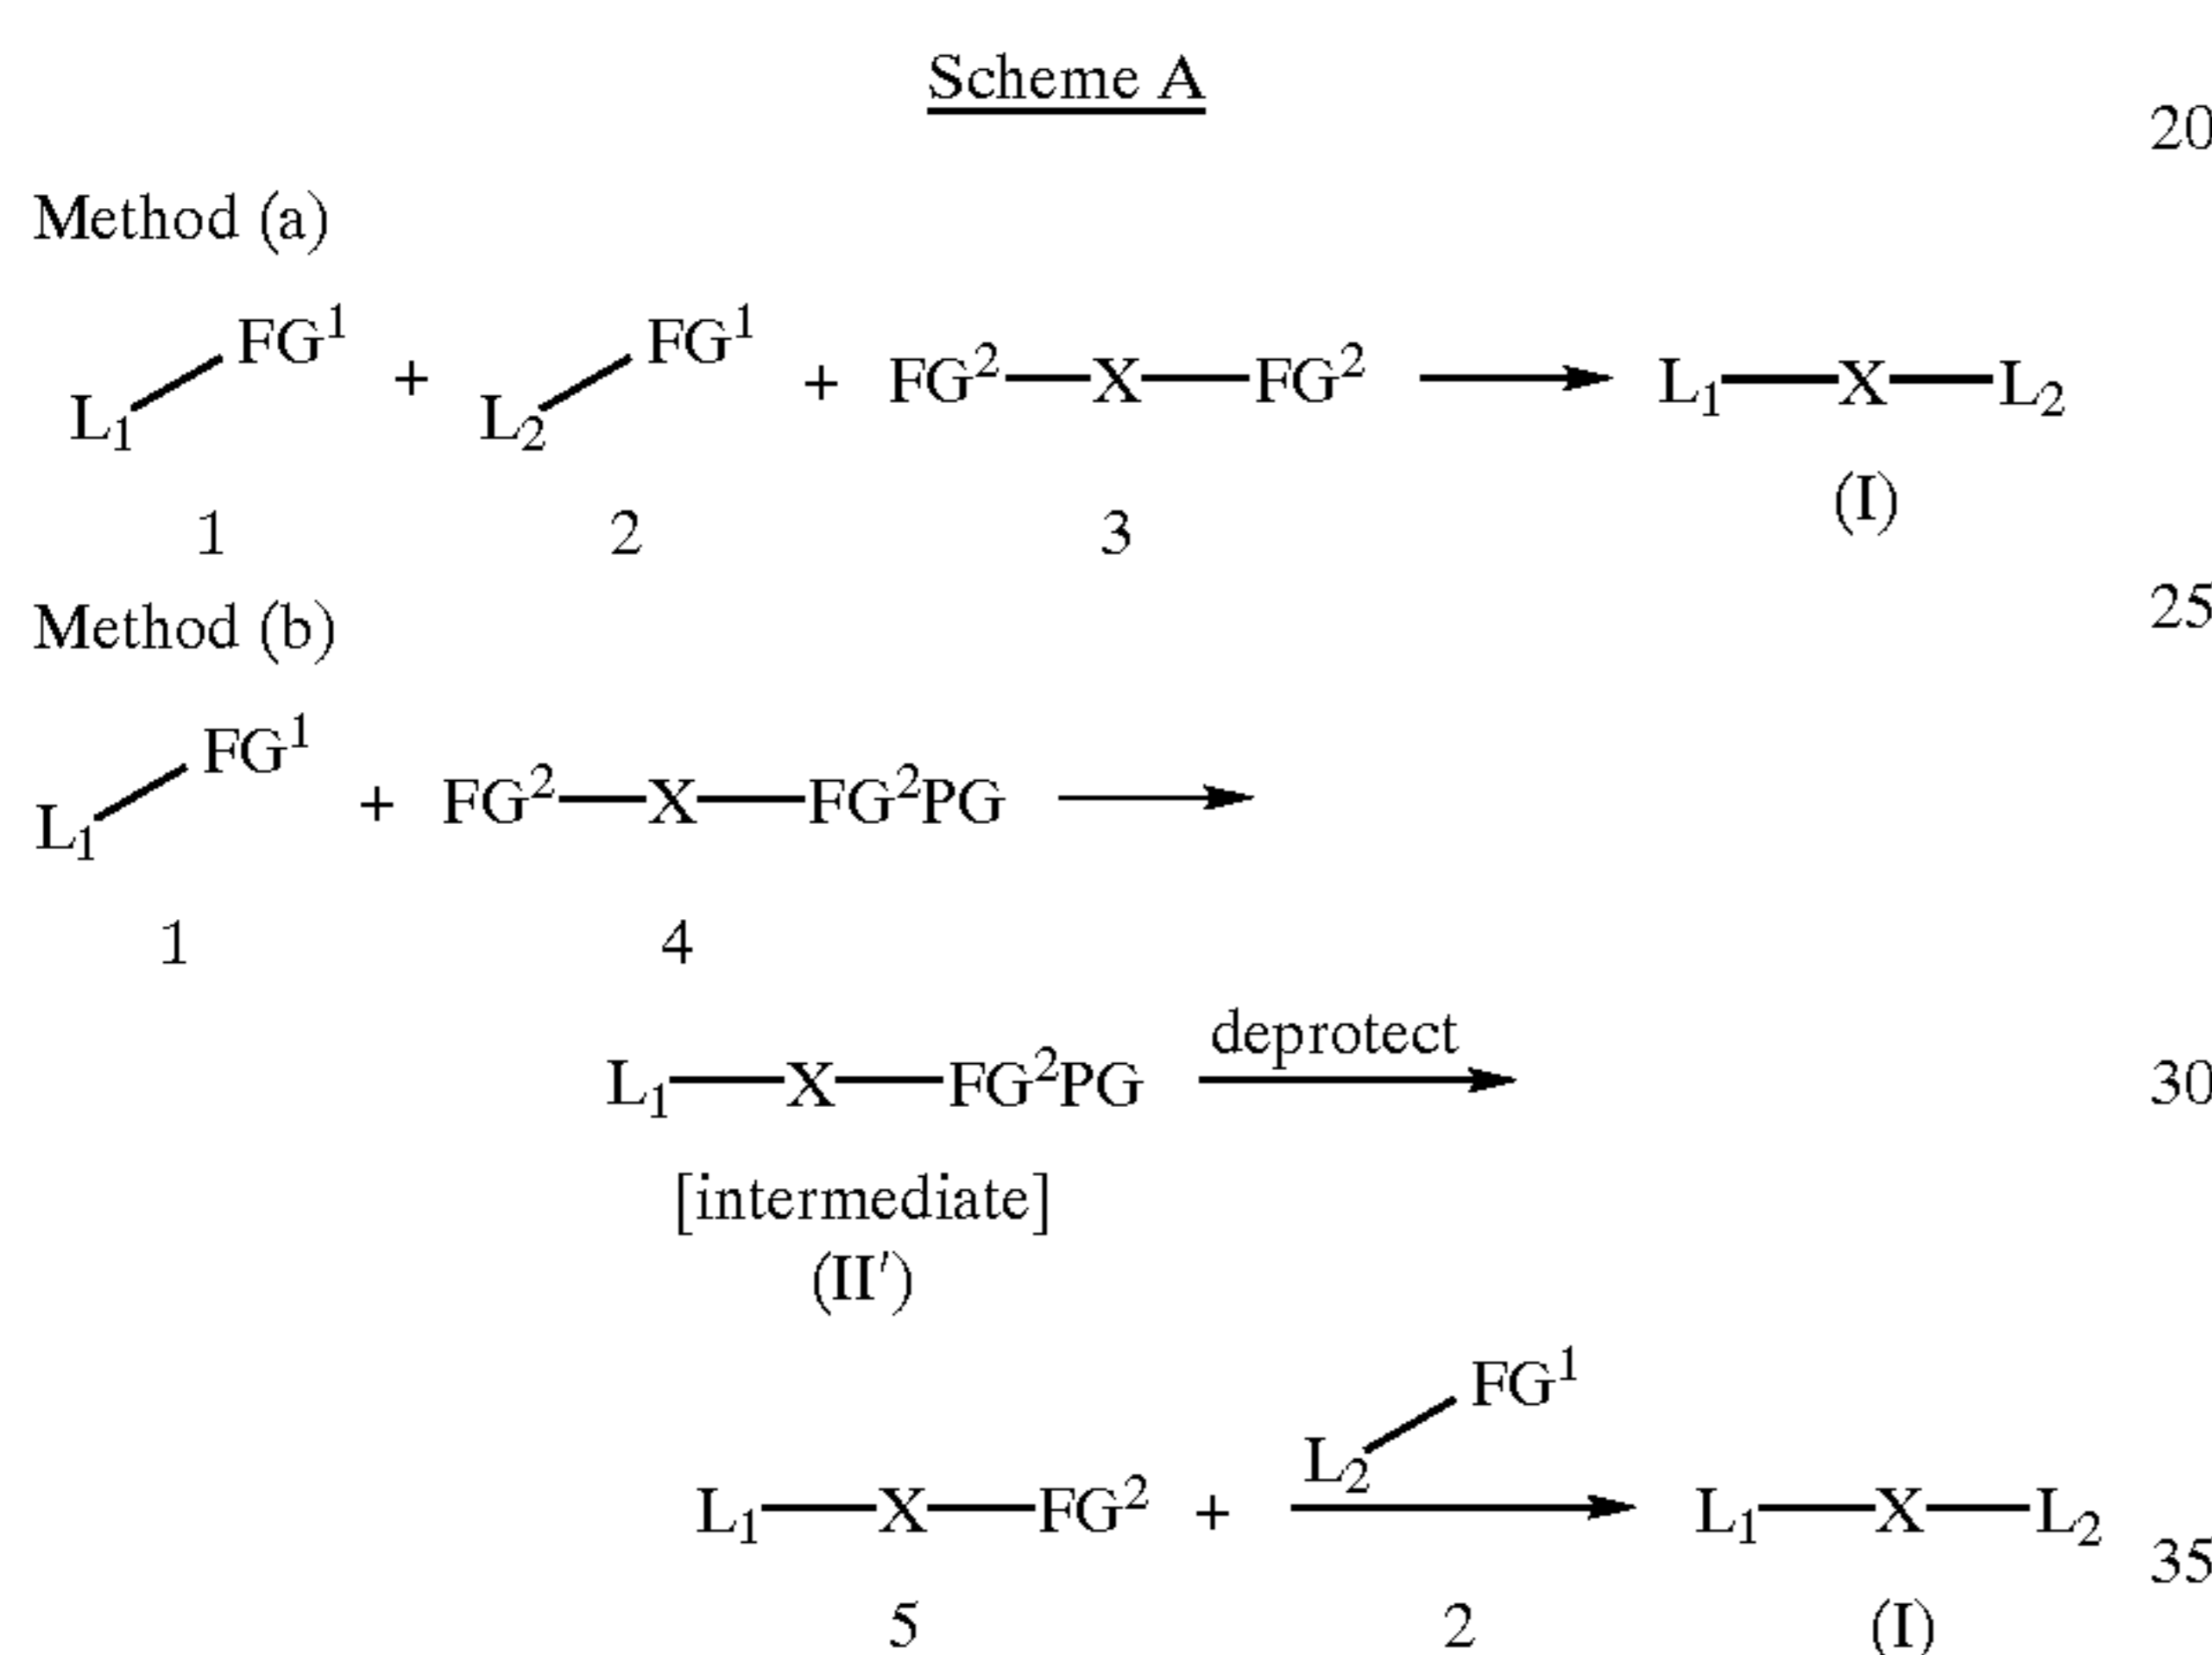 Scheme A
20
Method (a)
L₁ FG¹ + L₂ FG¹ + FG² X FG² L₁ X L₂
(I)
1 2 3
25
Method (b)
L₁ FG¹ + FG² X FG²PG
1 4
L₁ X FG²PG deprotect
30
[intermediate]
(II')
L₁ X FG² + L₂ FG¹ L₁ X L₂
35
5 2 (I)